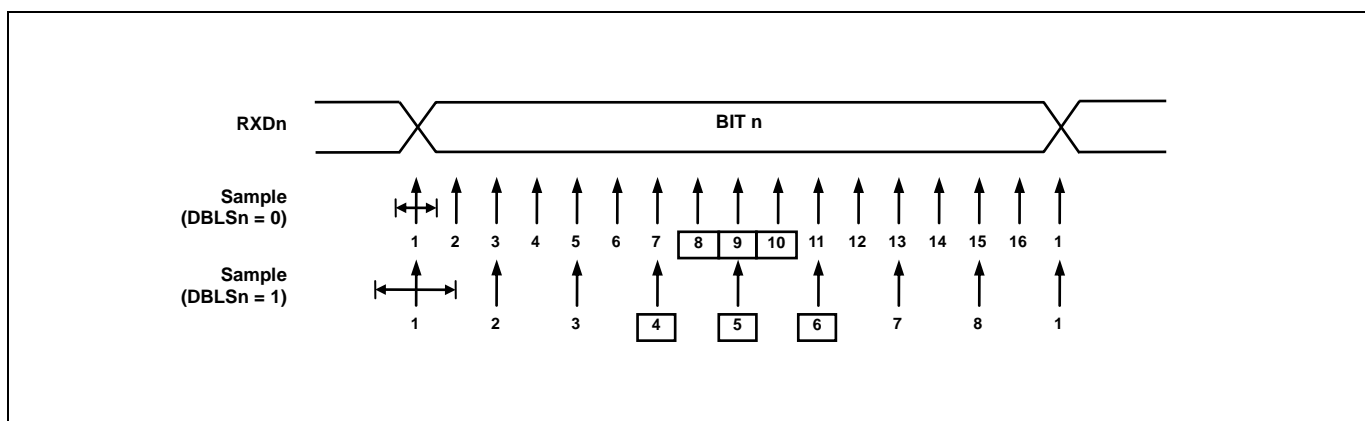 RXDn
BIT n
Sample
(DBLSn = 0)
1 2 3 4 5 6 7 8 9 10 11 12 13 14 15 16 1
Sample
(DBLSn = 1)
1 2 3 4 5 6 7 8 1